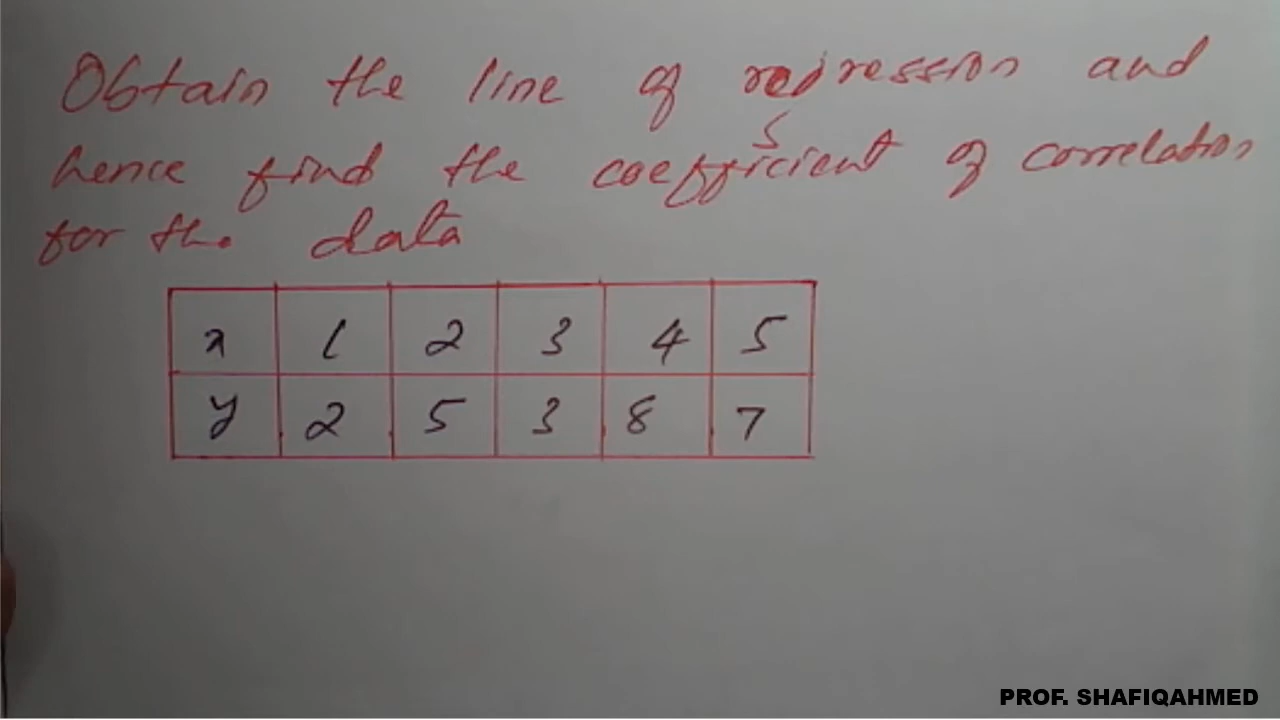 Obtain the line of regression and
hence find the coefficient of correlation
for the data
x 1 2 3 4 5
y 2 5 3 8 7
PROF. SHAFIQAHMED